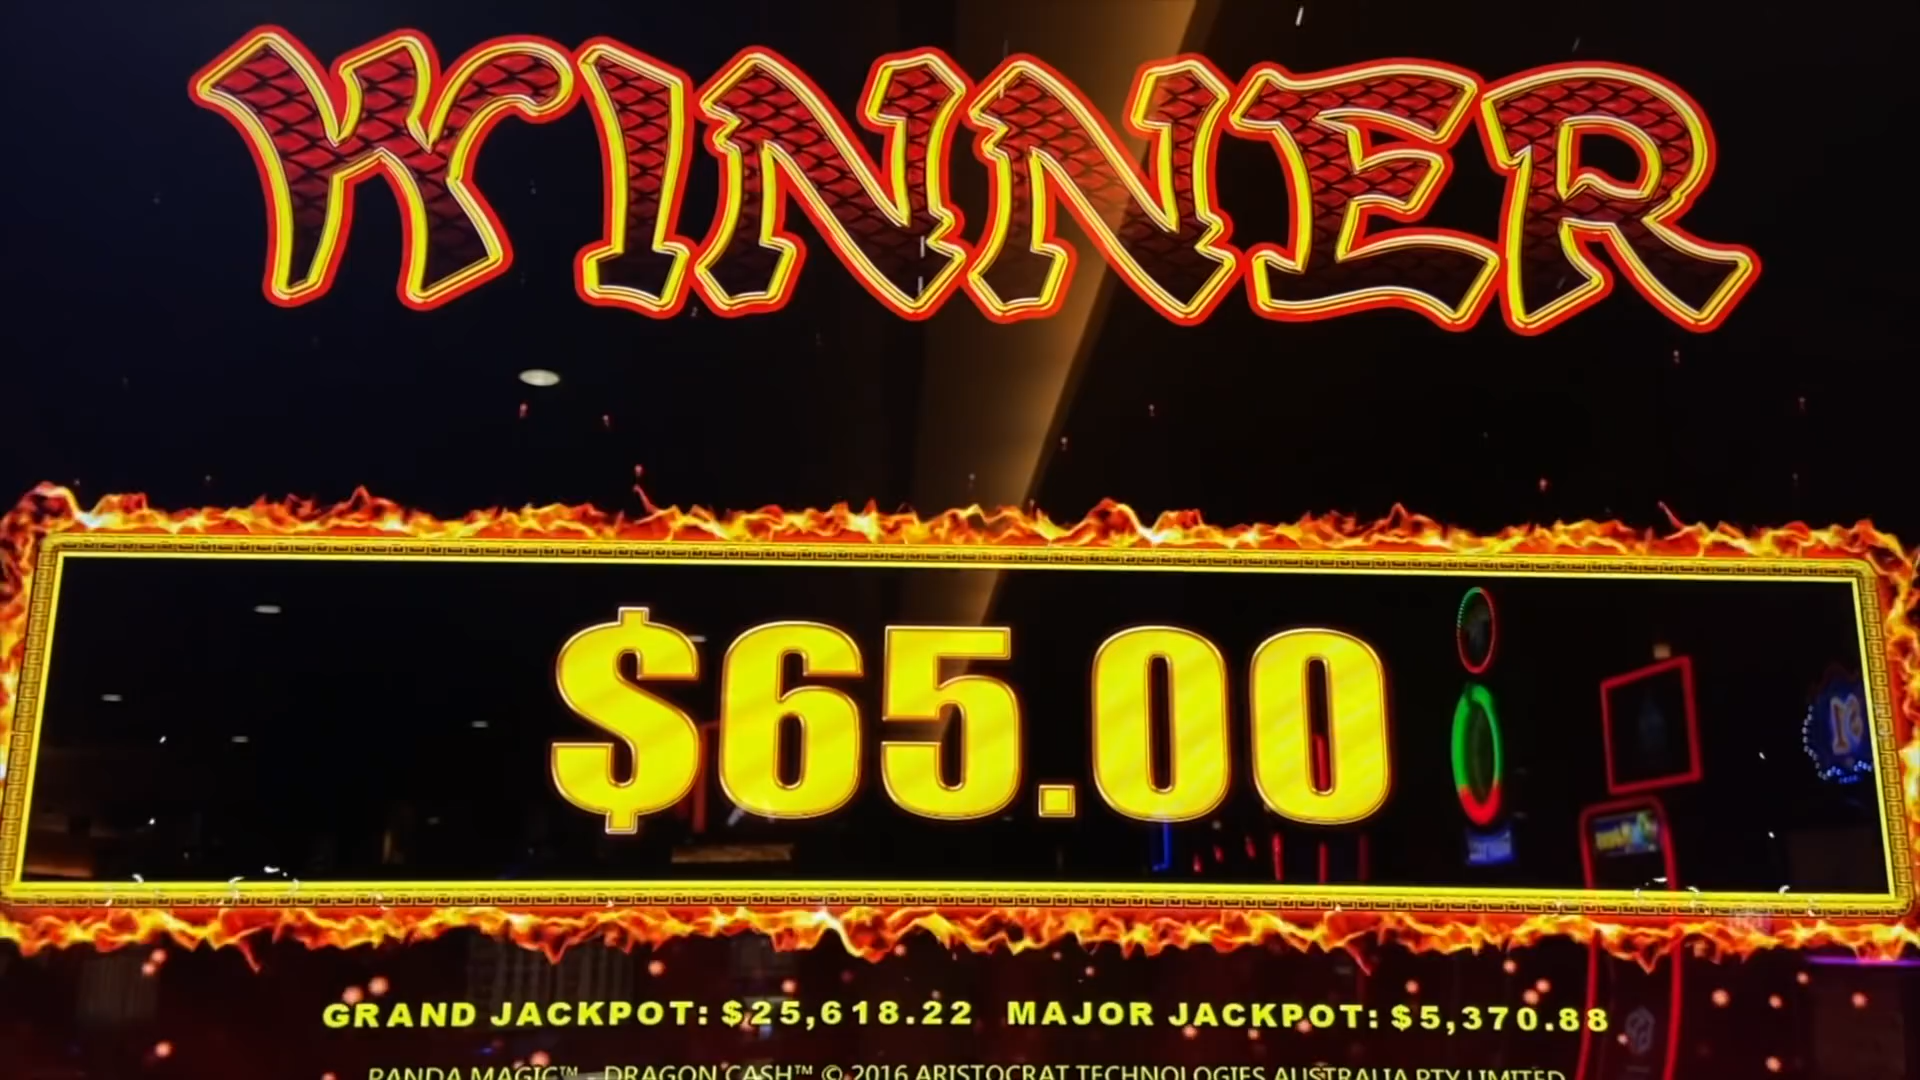 WINNER
$65.00
GRAND JACKPOT: $25,618.22 MAJOR JACKPOT: $5,370.88
PANDA MAGIC™ - DRAGON CASH™ © 2016 ARISTOCRAT TECHNOLOGIES AUSTRALIA PTY LIMITED